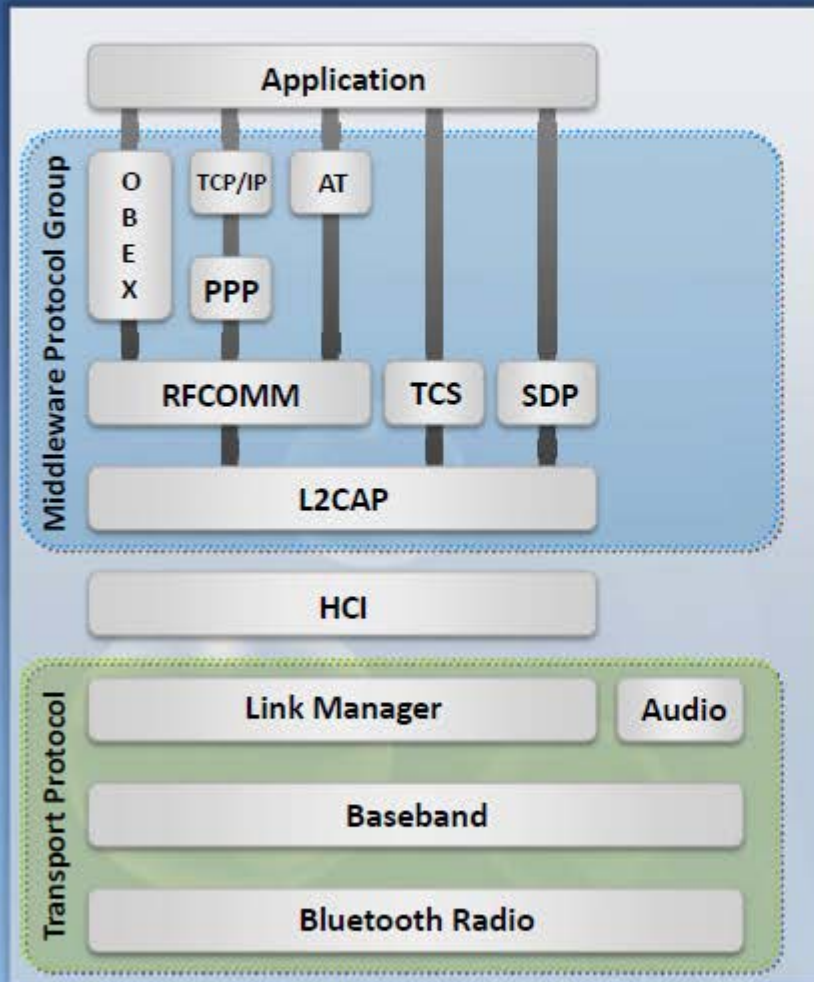 Application
Middleware Protocol Group
O
B
E
X
TCP/IP
AT
PPP
RFCOMM
TCS
SDP
L2CAP
HCI
Transport Protocol
Link Manager
Audio
Baseband
Bluetooth Radio